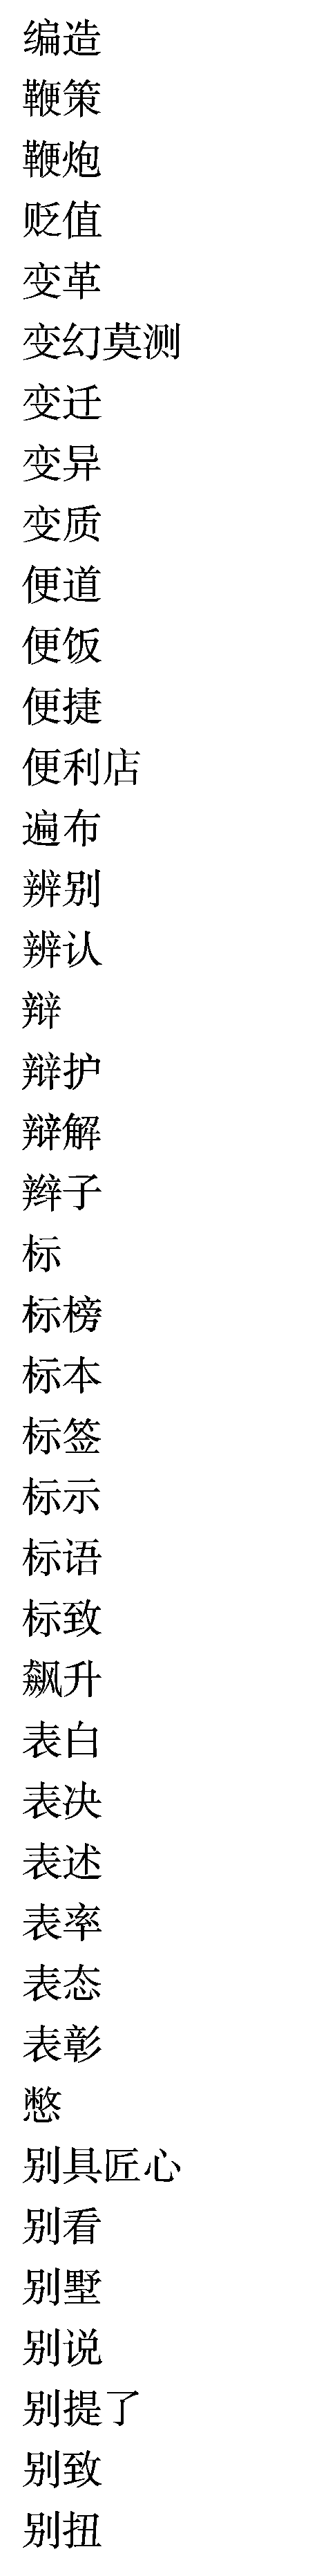 编造
鞭策
鞭炮
贬值
变革
变幻莫测
变迁
变异
变质
便道
便饭
便捷
便利店
遍布
辨别
辨认
辩
辩护
辩解
辫子
标
标榜
标本
标签
标示
标语
标致
飙升
表白
表决
表述
表率
表态
表彰
憋
别具匠心
别看
别墅
别说
别提了
别致
别扭